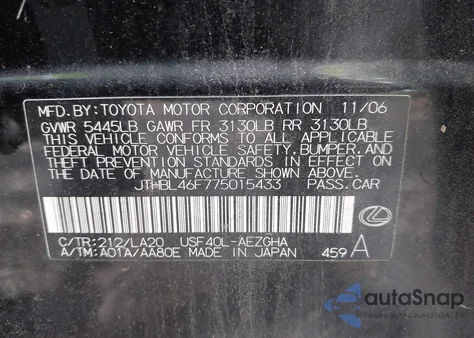 MFD.BY:TOYOTA MOTOR CORPORATION 11/06
GVWR 5445LB GAWR FR 3130LB RR 3130LB
THIS VEHICLE CONFORMS TO ALL APPLICABLE
FEDERAL MOTOR VEHICLE SAFETY,BUMPER,AND
THEFT PREVENTION STANDARDS IN EFFECT ON
THE DATE OF MANUFACTURE SHOWN ABOVE.
JTHBL46F775015433 PASS.CAR
C/TR:212/LA20 USF40L-AEZGHA
A/TM:A01A/AA80E MADE IN JAPAN 459 A
autoSnap